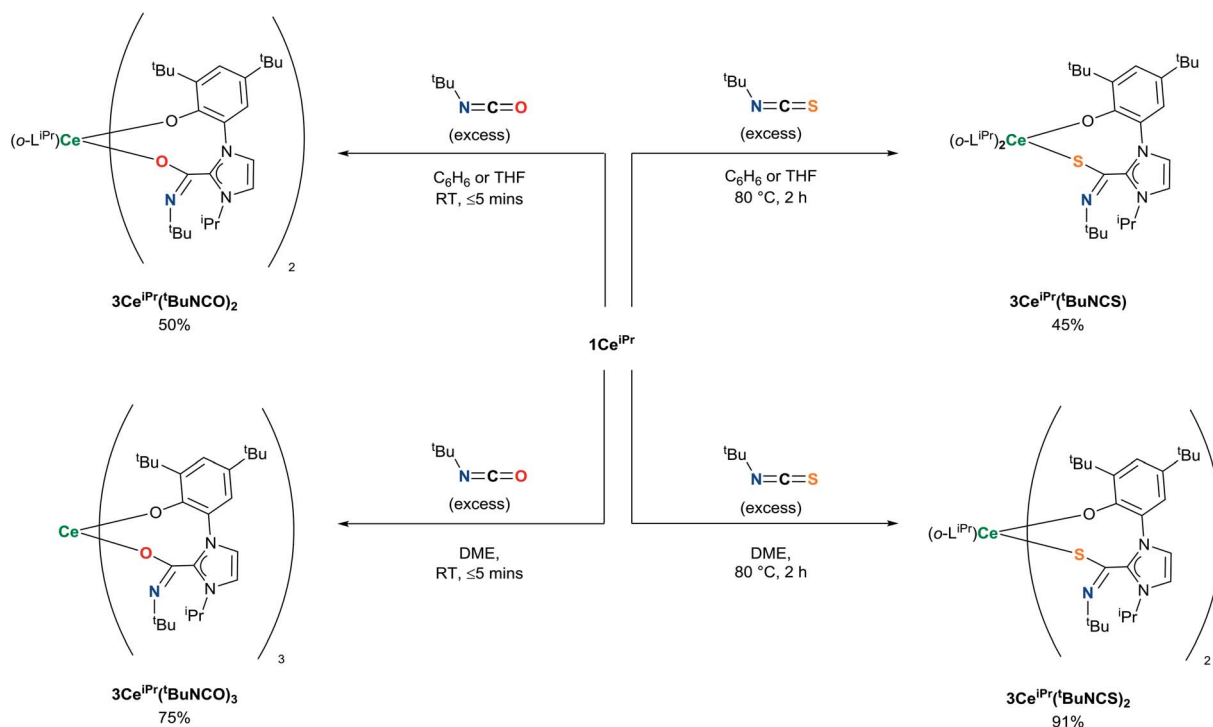 tBu
tBu
O
(o-LiPr)Ce
O
N
N
N
iPr
tBu
2
3CeiPr(tBuNCO)2
50%
tBu
N=C=O
(excess)
C6H6 or THF
RT, ≤5 mins
tBu
N=C=S
(excess)
C6H6 or THF
80 °C, 2 h
tBu
tBu
O
(o-LiPr)2Ce
S
N
N
N
iPr
tBu
3CeiPr(tBuNCS)
45%
1CeiPr
tBu
tBu
O
Ce
O
N
N
N
iPr
tBu
3
3CeiPr(tBuNCO)3
75%
tBu
N=C=O
(excess)
DME,
RT, ≤5 mins
tBu
N=C=S
(excess)
DME,
80 °C, 2 h
tBu
tBu
O
(o-LiPr)Ce
S
N
N
N
iPr
tBu
2
3CeiPr(tBuNCS)2
91%